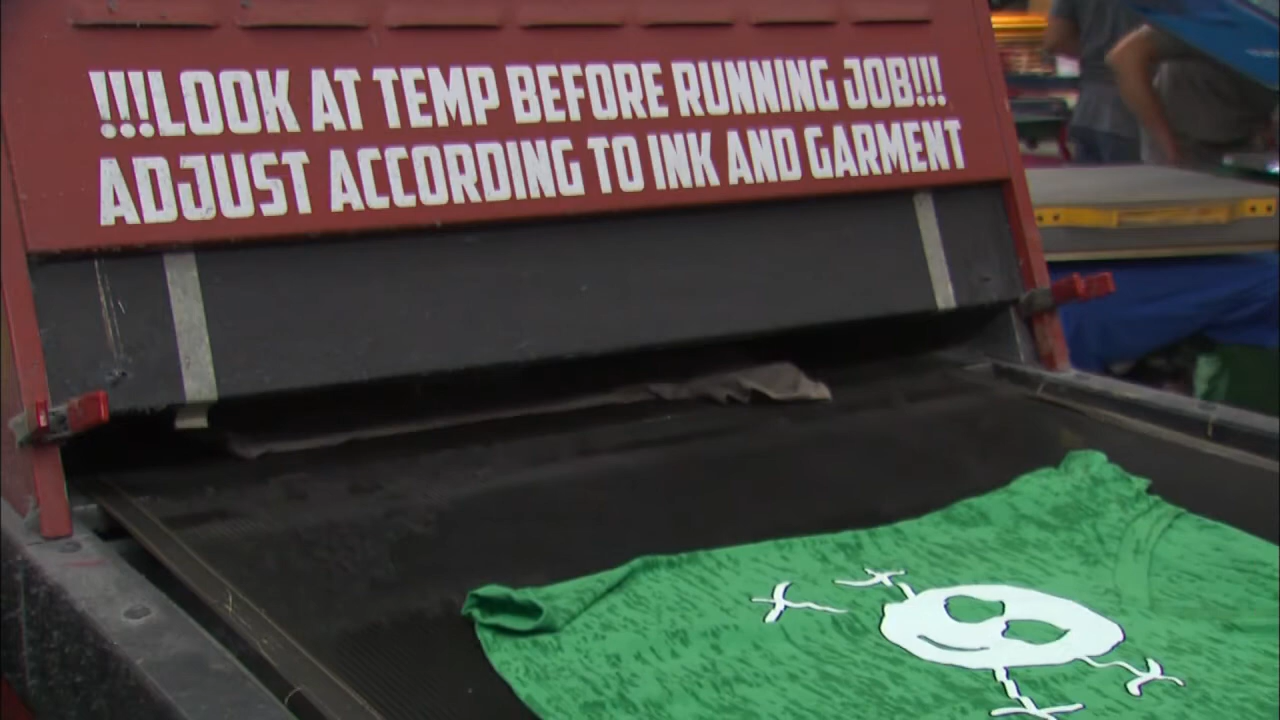 !!!LOOK AT TEMP BEFORE RUNNING JOB!!!
ADJUST ACCORDING TO INK AND GARMENT